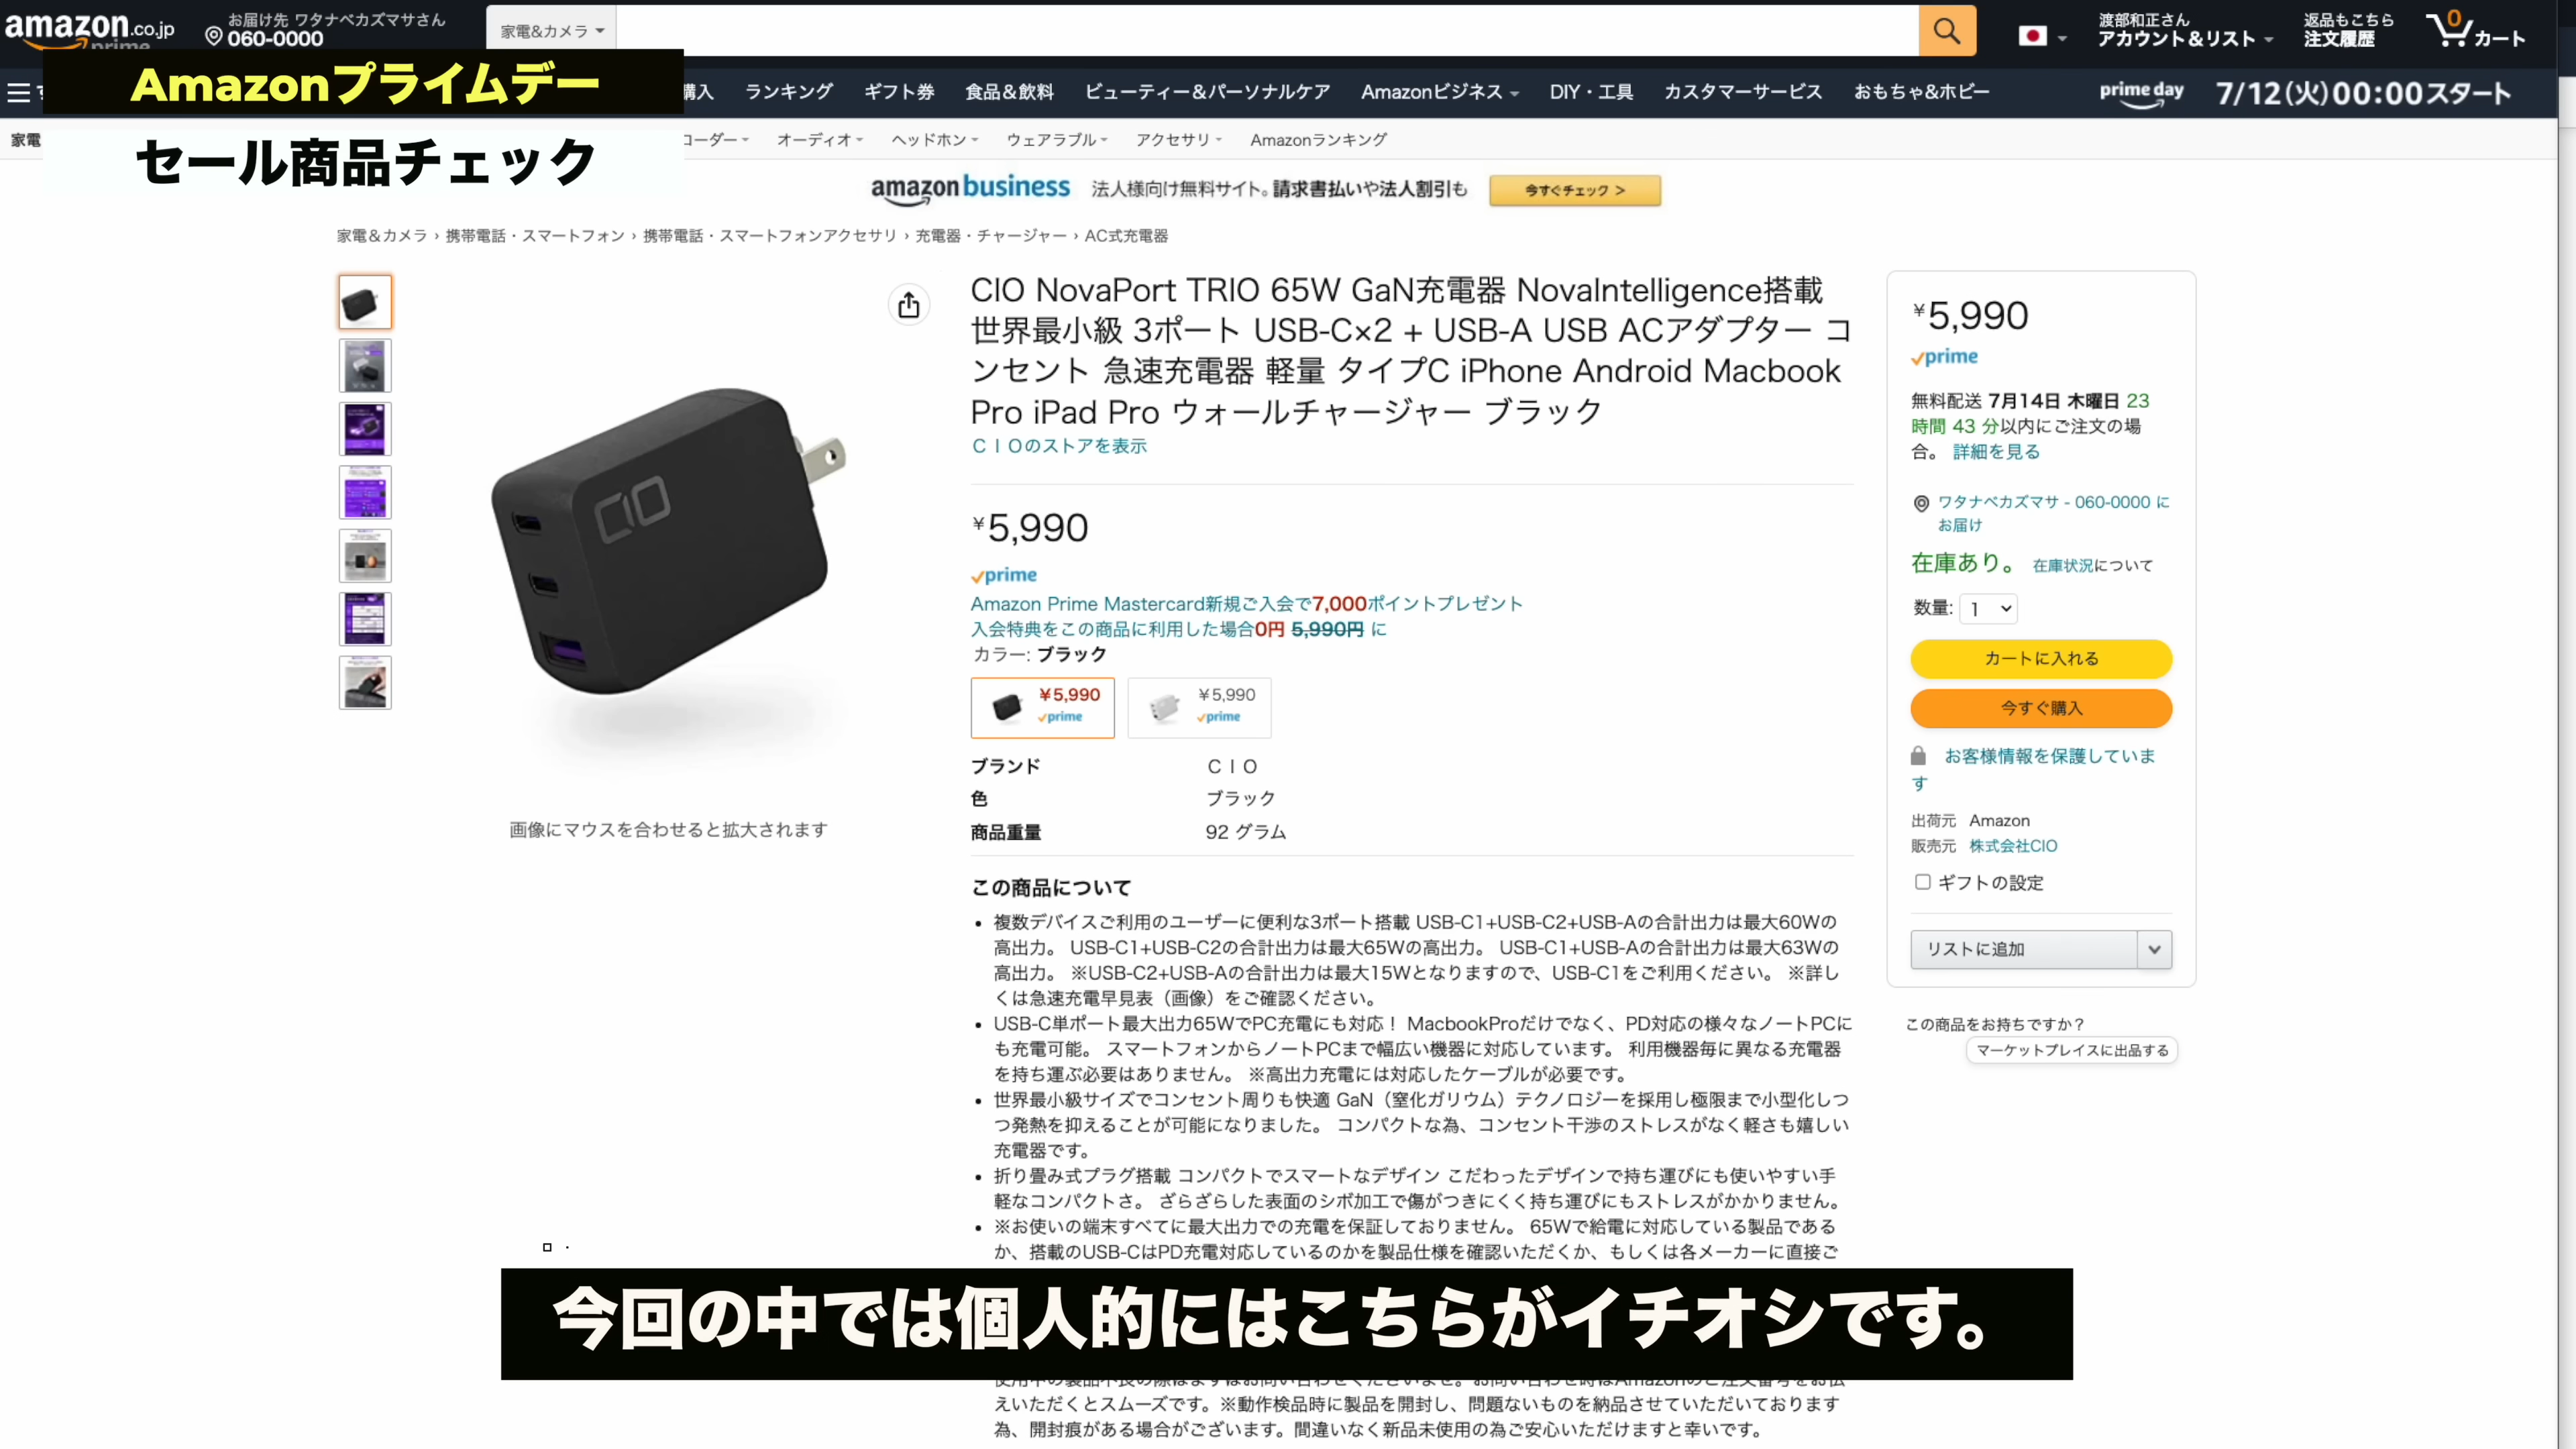 amazon.co.jp
prime
お届け先 ワタナベカズマサさん
060-0000
家電&カメラ
渡部和正さん
アカウント&リスト
返品もこちら
注文履歴
0
カート
Amazonプライムデー
セール商品チェック
購入 ランキング ギフト券 食品&飲料 ビューティー&パーソナルケア Amazonビジネス DIY・工具 カスタマーサービス おもちゃ&ホビー
prime day 7/12(火)00:00スタート
家電
コーダー オーディオ ヘッドホン ウェアラブル アクセサリ Amazonランキング
amazon business 法人様向け無料サイト。請求書払いや法人割引も 今すぐチェック >
家電&カメラ › 携帯電話・スマートフォン › 携帯電話・スマートフォンアクセサリ › 充電器・チャージャー › AC式充電器
CIO
画像にマウスを合わせると拡大されます
CIO NovaPort TRIO 65W GaN充電器 NovaIntelligence搭載
世界最小級 3ポート USB-C×2 + USB-A USB ACアダプター コ
ンセント 急速充電器 軽量 タイプC iPhone Android Macbook
Pro iPad Pro ウォールチャージャー ブラック
ＣＩＯのストアを表示
¥5,990
prime
Amazon Prime Mastercard新規ご入会で7,000ポイントプレゼント
入会特典をこの商品に利用した場合0円 5,990円 に
カラー: ブラック
¥5,990
prime
¥5,990
prime
ブランド ＣＩＯ
色 ブラック
商品重量 92 グラム
この商品について
• 複数デバイスご利用のユーザーに便利な3ポート搭載 USB-C1+USB-C2+USB-Aの合計出力は最大60Wの
高出力。 USB-C1+USB-C2の合計出力は最大65Wの高出力。 USB-C1+USB-Aの合計出力は最大63Wの
高出力。 ※USB-C2+USB-Aの合計出力は最大15Wとなりますので、USB-C1をご利用ください。 ※詳し
くは急速充電早見表（画像）をご確認ください。
• USB-C単ポート最大出力65WでPC充電にも対応！ MacbookProだけでなく、PD対応の様々なノートPCに
も充電可能。 スマートフォンからノートPCまで幅広い機器に対応しています。 利用機器毎に異なる充電器
を持ち運ぶ必要はありません。 ※高出力充電には対応したケーブルが必要です。
• 世界最小級サイズでコンセント周りも快適 GaN（窒化ガリウム）テクノロジーを採用し極限まで小型化しつ
つ発熱を抑えることが可能になりました。 コンパクトな為、コンセント干渉のストレスがなく軽さも嬉しい
充電器です。
• 折り畳み式プラグ搭載 コンパクトでスマートなデザイン こだわったデザインで持ち運びにも使いやすい手
軽なコンパクトさ。 ざらざらした表面のシボ加工で傷がつきにくく持ち運びにもストレスがかかりません。
• ※お使いの端末すべてに最大出力での充電を保証しておりません。 65Wで給電に対応している製品である
か、搭載のUSB-CはPD充電対応しているのかを製品仕様を確認いただくか、もしくは各メーカーに直接ご
今回の中では個人的にはこちらがイチオシです。
えいただくとスムーズです。※動作検品時に製品を開封し、問題ないものを納品させていただいております
為、開封痕がある場合がございます。間違いなく新品未使用の為ご安心いただけますと幸いです。
¥5,990
prime
無料配送 7月14日 木曜日 23
時間 43 分以内にご注文の場
合。 詳細を見る
ワタナベカズマサ - 060-0000 に
お届け
在庫あり。 在庫状況について
数量: 1
カートに入れる
今すぐ購入
お客様情報を保護していま
す
出荷元 Amazon
販売元 株式会社CIO
ギフトの設定
リストに追加
この商品をお持ちですか？
マーケットプレイスに出品する